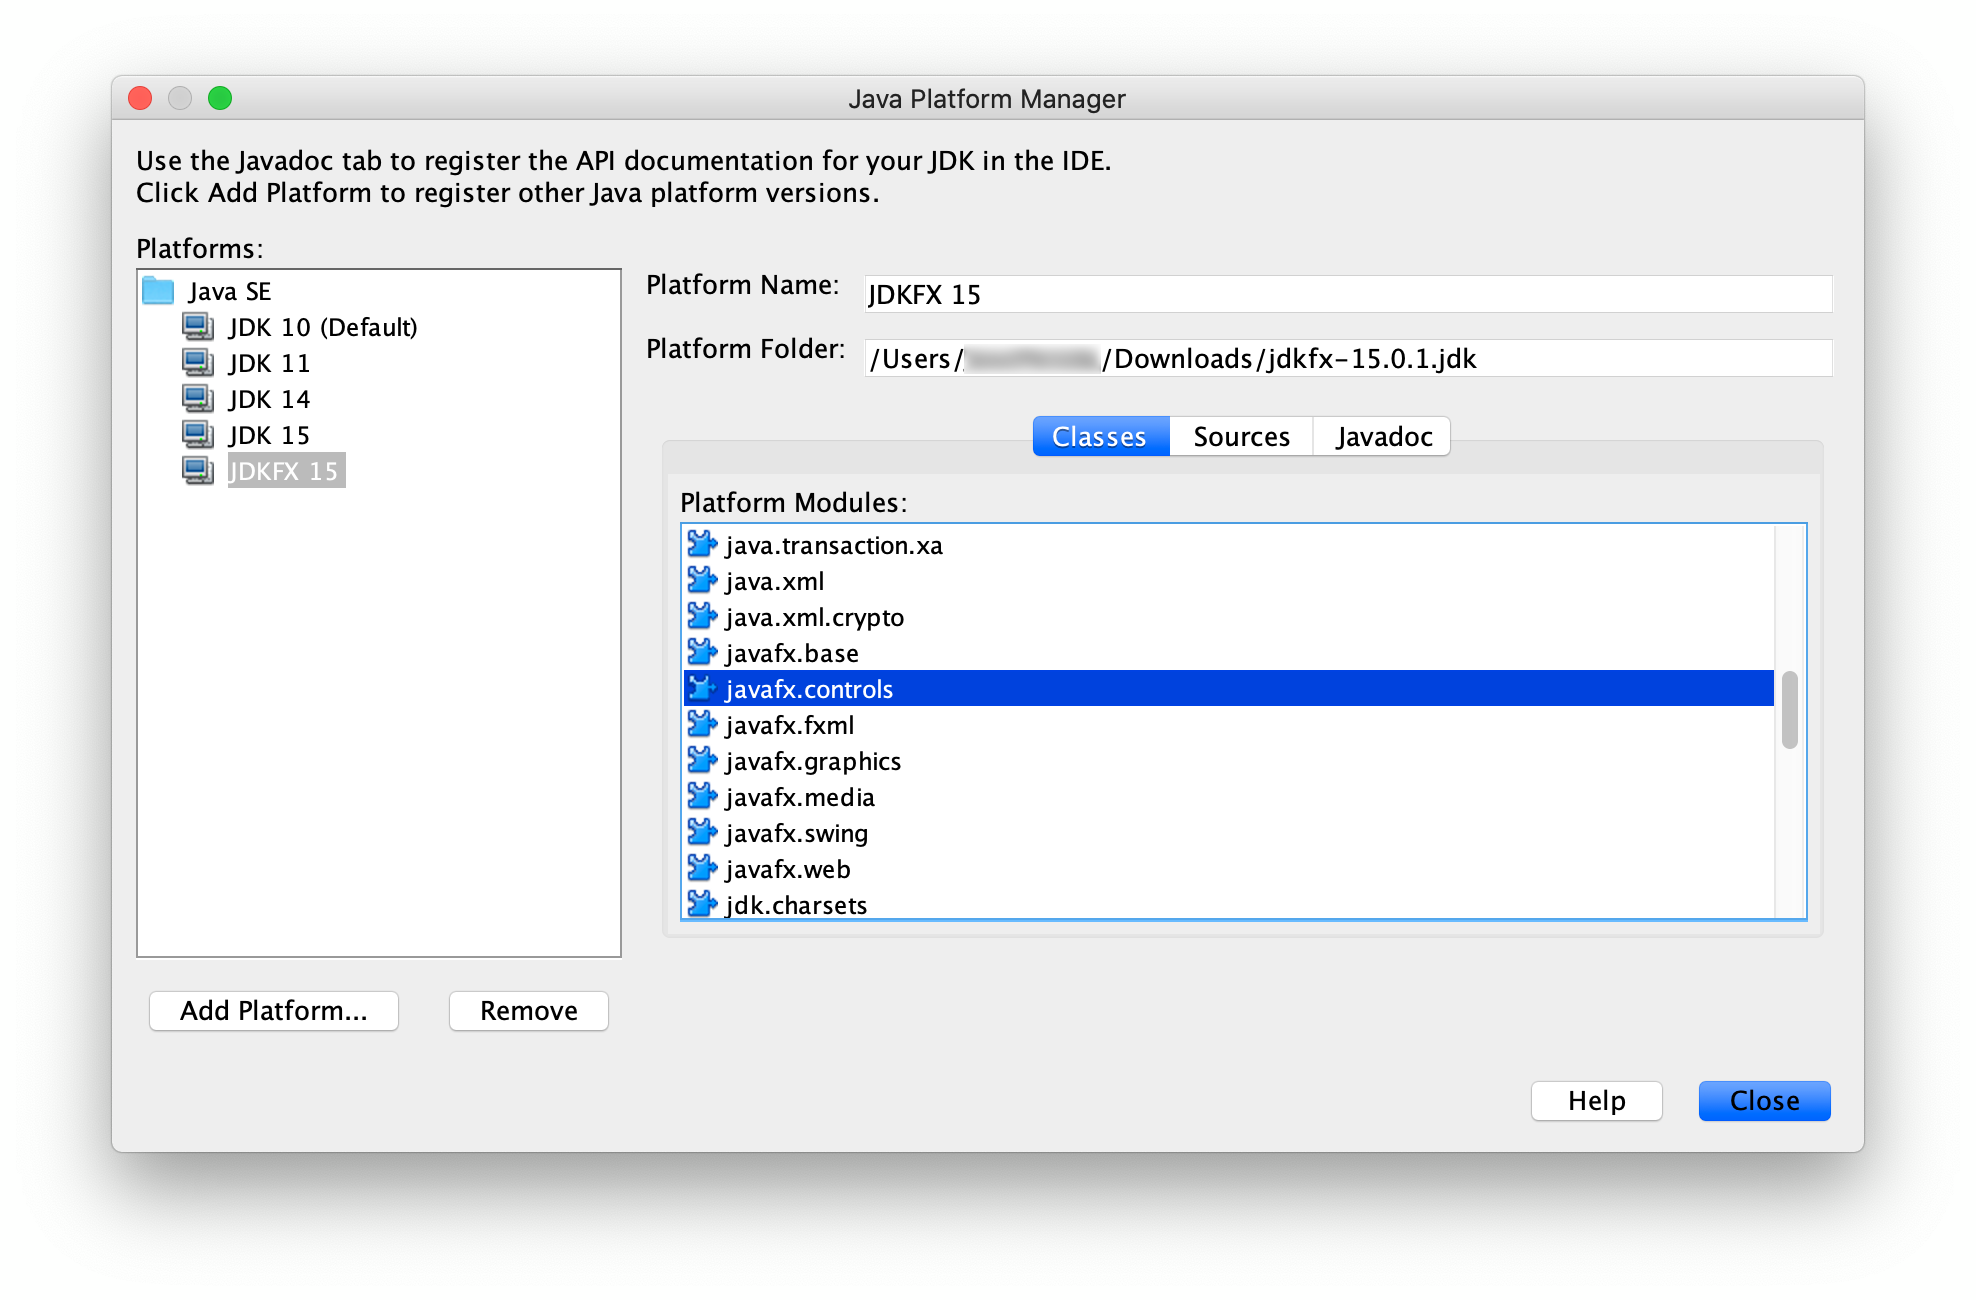 Java Platform Manager
Use the Javadoc tab to register the API documentation for your JDK in the IDE.
Click Add Platform to register other Java platform versions.
Platforms:
Java SE
JDK 10 (Default)
JDK 11
JDK 14
JDK 15
JDKFX 15
Add Platform...
Remove
Platform Name:
JDKFX 15
Platform Folder:
/Users/ /Downloads/jdkfx-15.0.1.jdk
Classes
Sources
Javadoc
Platform Modules:
java.transaction.xa
java.xml
java.xml.crypto
javafx.base
javafx.controls
javafx.fxml
javafx.graphics
javafx.media
javafx.swing
javafx.web
jdk.charsets
Help
Close